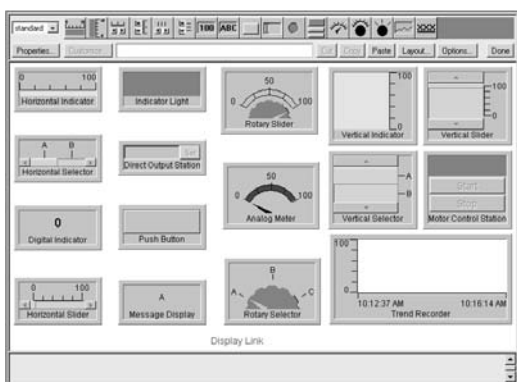 standard
100 ABC
Properties... Customize... Cut Copy Paste Layout... Options... Done
0 100
Horizontal Indicator
Indicator Light
0 50 100
Rotary Slider
100
0
Vertical Indicator
100
0
Vertical Slider
A B
Horizontal Selector
Set
Direct Output Station
0 50 100
Analog Meter
A
B
Vertical Selector
Start
Stop
Motor Control Station
0
Digital Indicator
Push Button
0 100
Horizontal Slider
A
Message Display
A B C
Rotary Selector
100
0
10:12:37 AM 10:16:14 AM
Trend Recorder
Display Link